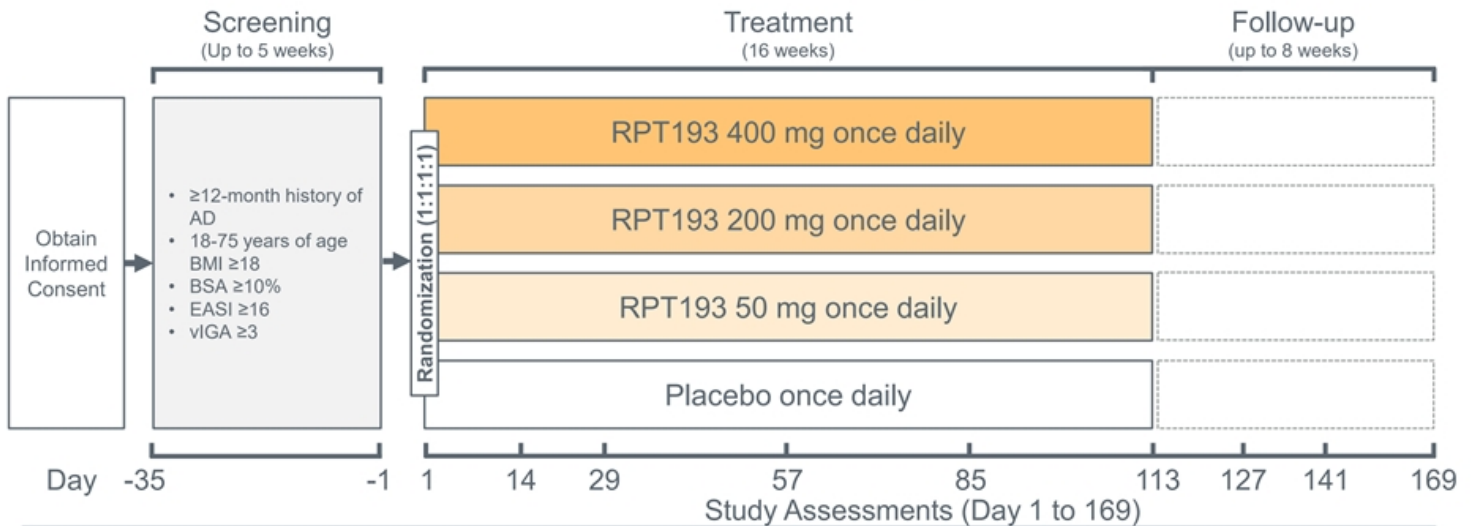 Screening
(Up to 5 weeks)
Treatment
(16 weeks)
Follow-up
(up to 8 weeks)
Obtain
Informed
Consent
• ≥12-month history of
AD
• 18-75 years of age
BMI ≥18
• BSA ≥10%
• EASI ≥16
• vIGA ≥3
Randomization (1:1:1:1)
RPT193 400 mg once daily
RPT193 200 mg once daily
RPT193 50 mg once daily
Placebo once daily
Day -35 -1 1 14 29 57 85 113 127 141 169
Study Assessments (Day 1 to 169)